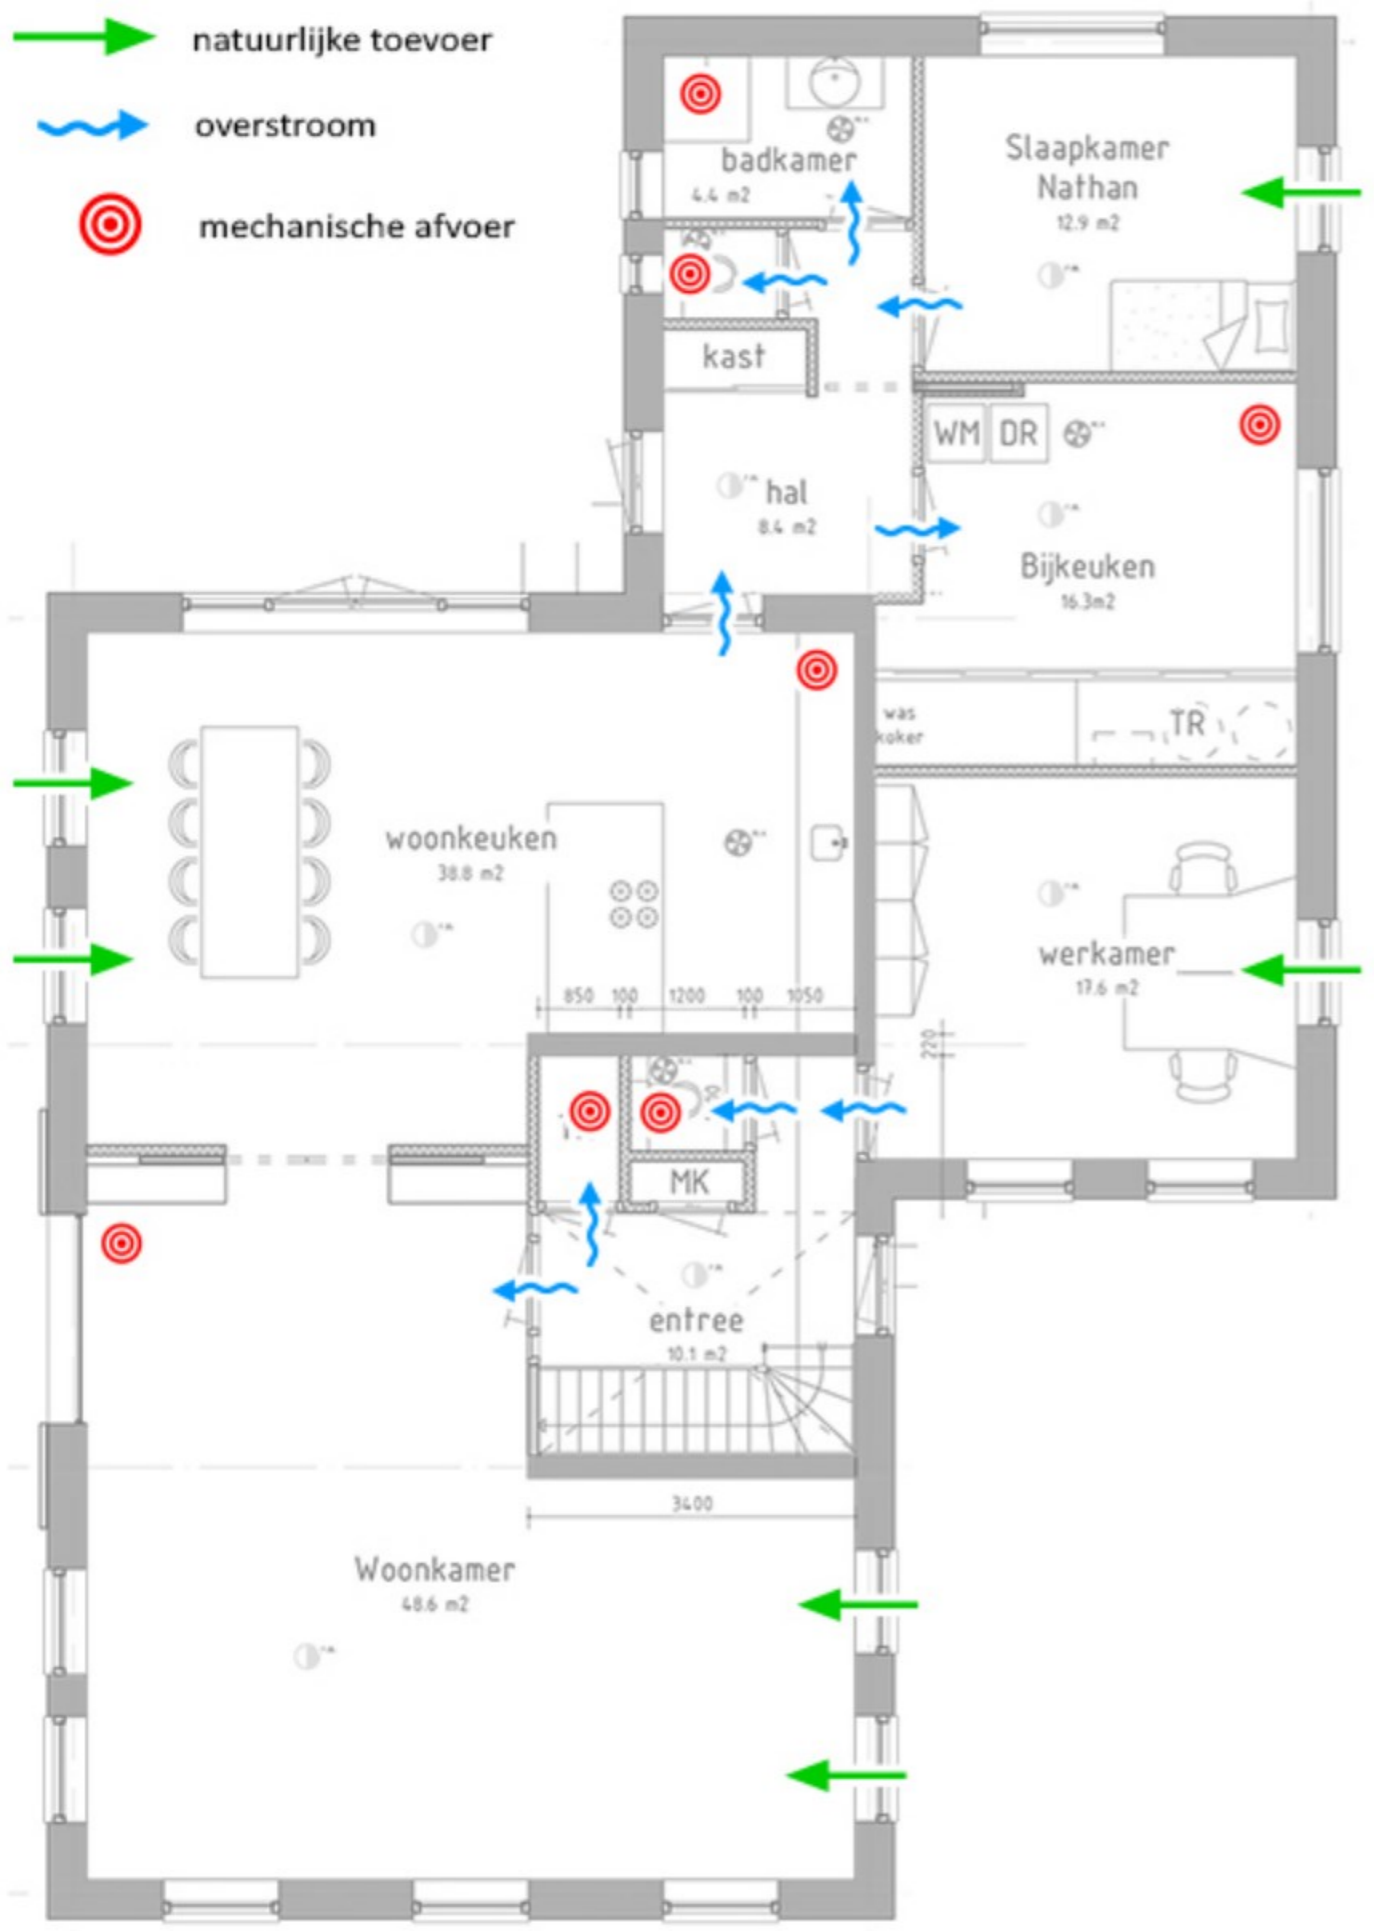 natuurlijke toevoer
overstroom
mechanische afvoer
badkamer
4.4 m2
Slaapkamer
Nathan
12.9 m2
kast
WM
DR
hal
8.4 m2
Bijkeuken
16.3m2
was
koker
TR
woonkeuken
38.8 m2
850 100 1200 100 1050
werkamer
17.6 m2
220
MK
entree
10.1 m2
3400
Woonkamer
48.6 m2